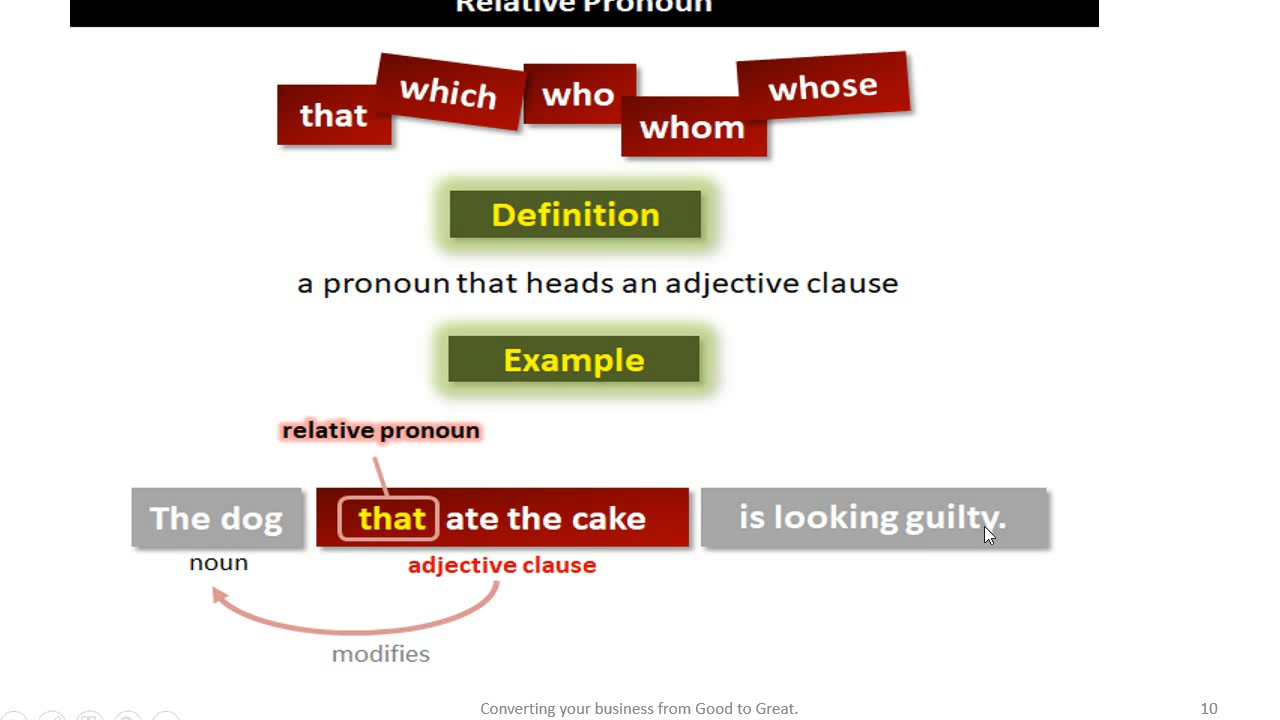 Relative Pronoun
that which who whom whose
Definition
a pronoun that heads an adjective clause
Example
relative pronoun
The dog that ate the cake is looking guilty.
noun adjective clause
modifies
Converting your business from Good to Great. 10